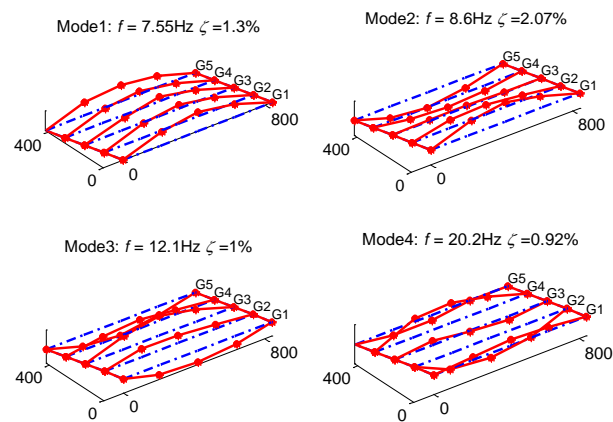 Mode1: f = 7.55Hz ζ =1.3%
G5
G4
G3
G2
G1
800
400
0
0
Mode2: f = 8.6Hz ζ =2.07%
G5
G4
G3
G2
G1
800
400
0
0
Mode3: f = 12.1Hz ζ =1%
G5
G4
G3
G2
G1
800
400
0
0
Mode4: f = 20.2Hz ζ =0.92%
G5
G4
G3
G2
G1
800
400
0
0